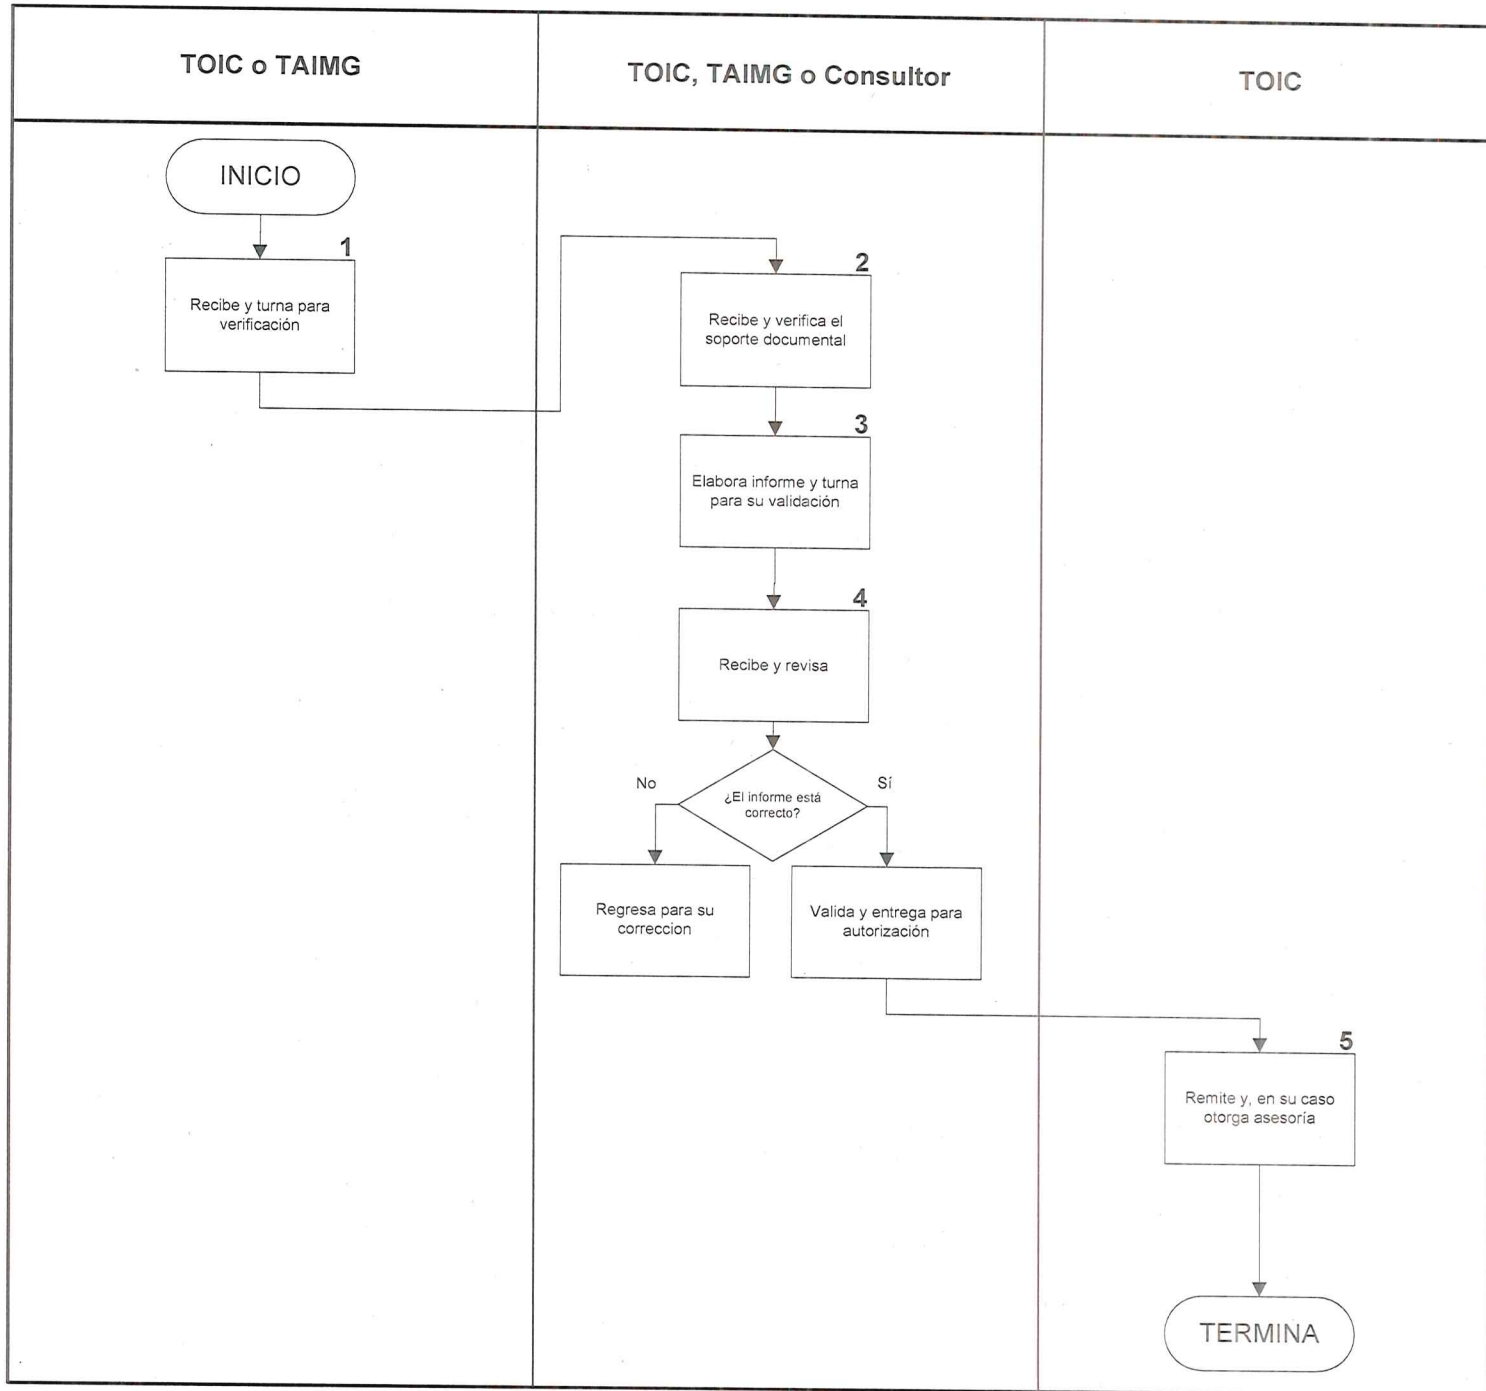 TOIC o TAIMG
TOIC, TAIMG o Consultor
TOIC
INICIO
1
Recibe y turna para
verificación
2
Recibe y verifica el
soporte documental
3
Elabora informe y turna
para su validación
4
Recibe y revisa
¿El informe está
correcto?
No
Sí
Regresa para su
correccion
Valida y entrega para
autorización
5
Remite y, en su caso
otorga asesoría
TERMINA